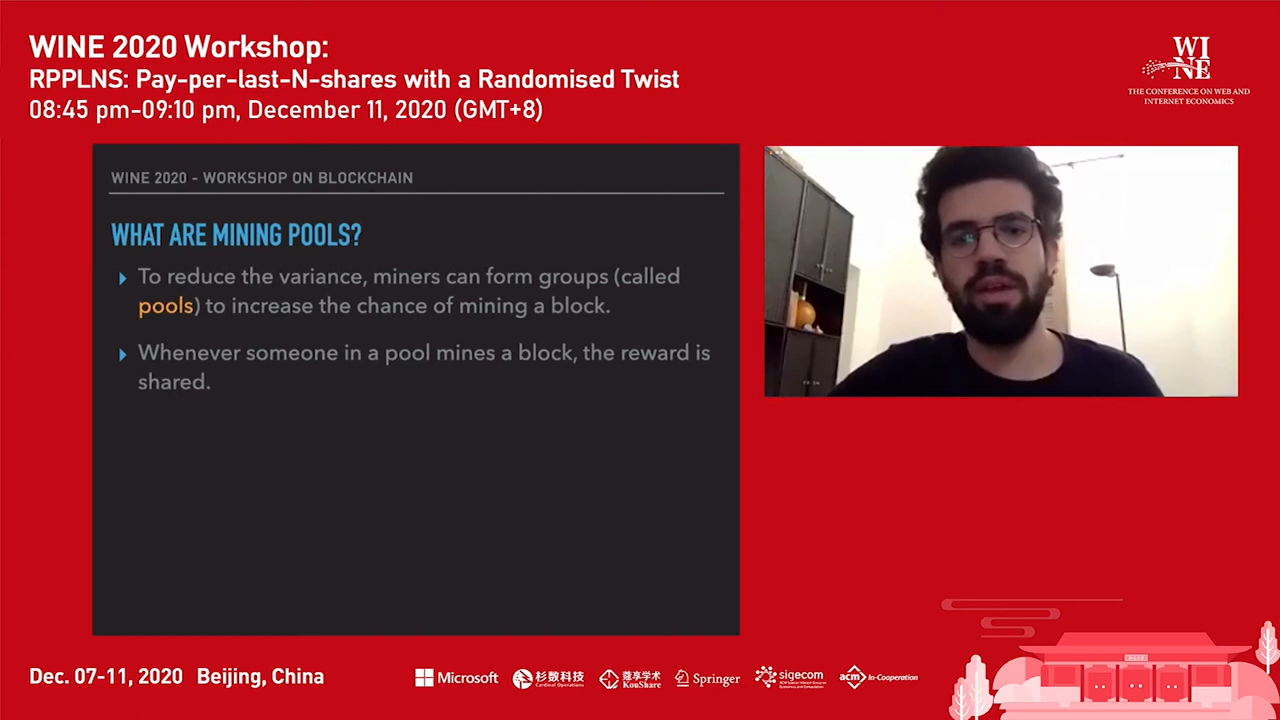 WINE 2020 Workshop:
RPPLNS: Pay-per-last-N-shares with a Randomised Twist
08:45 pm-09:10 pm, December 11, 2020 (GMT+8)
WI
NE
THE CONFERENCE ON WEB AND
INTERNET ECONOMICS
WINE 2020 - WORKSHOP ON BLOCKCHAIN
WHAT ARE MINING POOLS?
To reduce the variance, miners can form groups (called
pools) to increase the chance of mining a block.
Whenever someone in a pool mines a block, the reward is
shared.
Dec. 07-11, 2020 Beijing, China
Microsoft
杉数科技
Cardinal Operations
蔻享学术
KouShare
Springer
sigecom
acm In-Cooperation